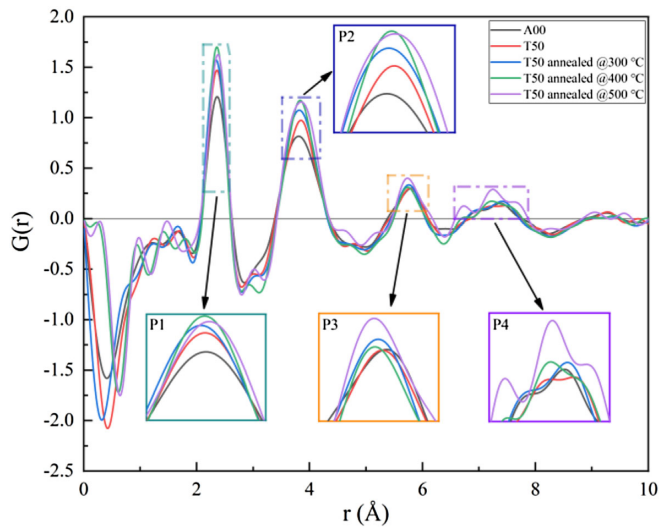 2.0
1.5
1.0
0.5
0.0
-0.5
-1.0
-1.5
-2.0
-2.5
G(r)
0
2
4
6
8
10
r (Å)
A00
T50
T50 annealed @300 ℃
T50 annealed @400 ℃
T50 annealed @500 ℃
P2
P1
P3
P4